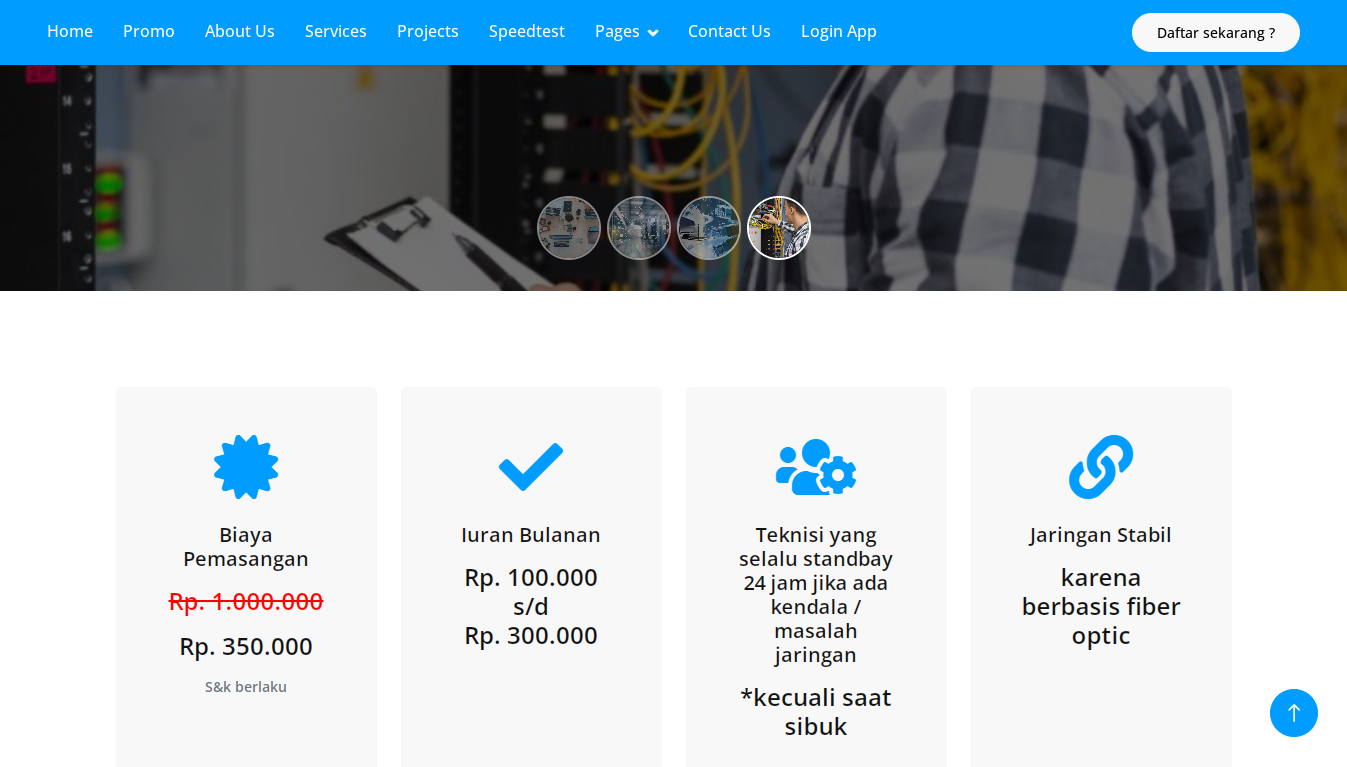 Home Promo About Us Services Projects Speedtest Pages Contact Us Login App Daftar sekarang ?
Biaya
Pemasangan
Rp. 1.000.000
Rp. 350.000
S&k berlaku
Iuran Bulanan
Rp. 100.000
s/d
Rp. 300.000
Teknisi yang
selalu standbay
24 jam jika ada
kendala /
masalah
jaringan
*kecuali saat
sibuk
Jaringan Stabil
karena
berbasis fiber
optic